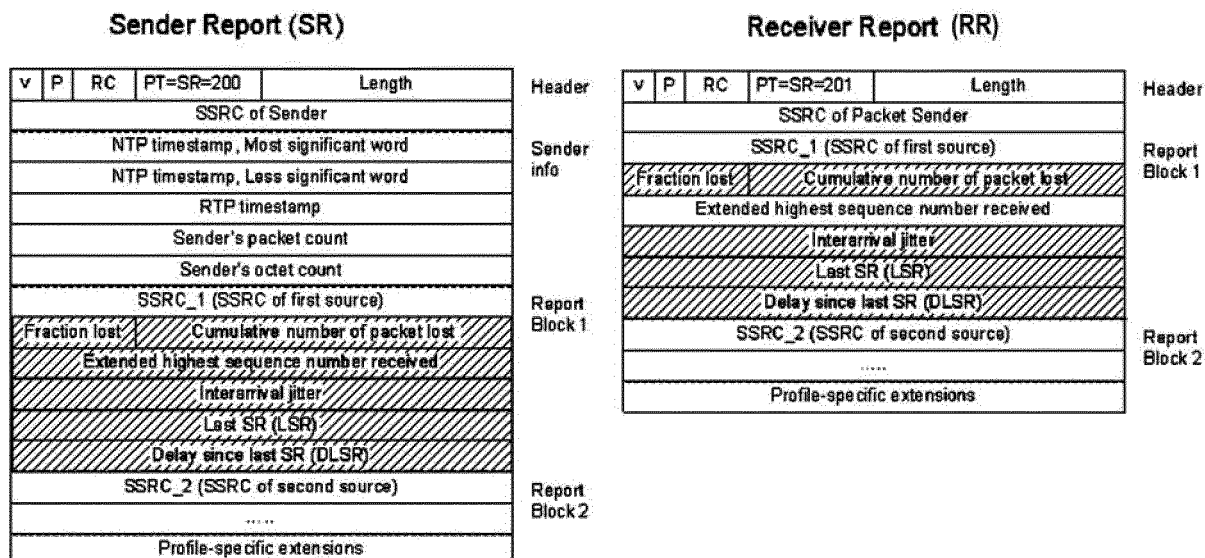 Sender Report (SR)
v P RC PT=SR=200 Length
Header
SSRC of Sender
NTP timestamp, Most significant word
Sender info
NTP timestamp, Less significant word
RTP timestamp
Sender's packet count
Sender's octet count
SSRC_1 (SSRC of first source)
Report Block 1
Fraction lost Cumulative number of packet lost
Extended highest sequence number received
Interarrival jitter
Last SR (LSR)
Delay since last SR (DLSR)
SSRC_2 (SSRC of second source)
Report Block 2
.....
Profile-specific extensions
Receiver Report (RR)
v P RC PT=SR=201 Length
Header
SSRC of Packet Sender
SSRC_1 (SSRC of first source)
Report Block 1
Fraction lost Cumulative number of packet lost
Extended highest sequence number received
Interarrival jitter
Last SR (LSR)
Delay since last SR (DLSR)
SSRC_2 (SSRC of second source)
Report Block 2
.....
Profile-specific extensions